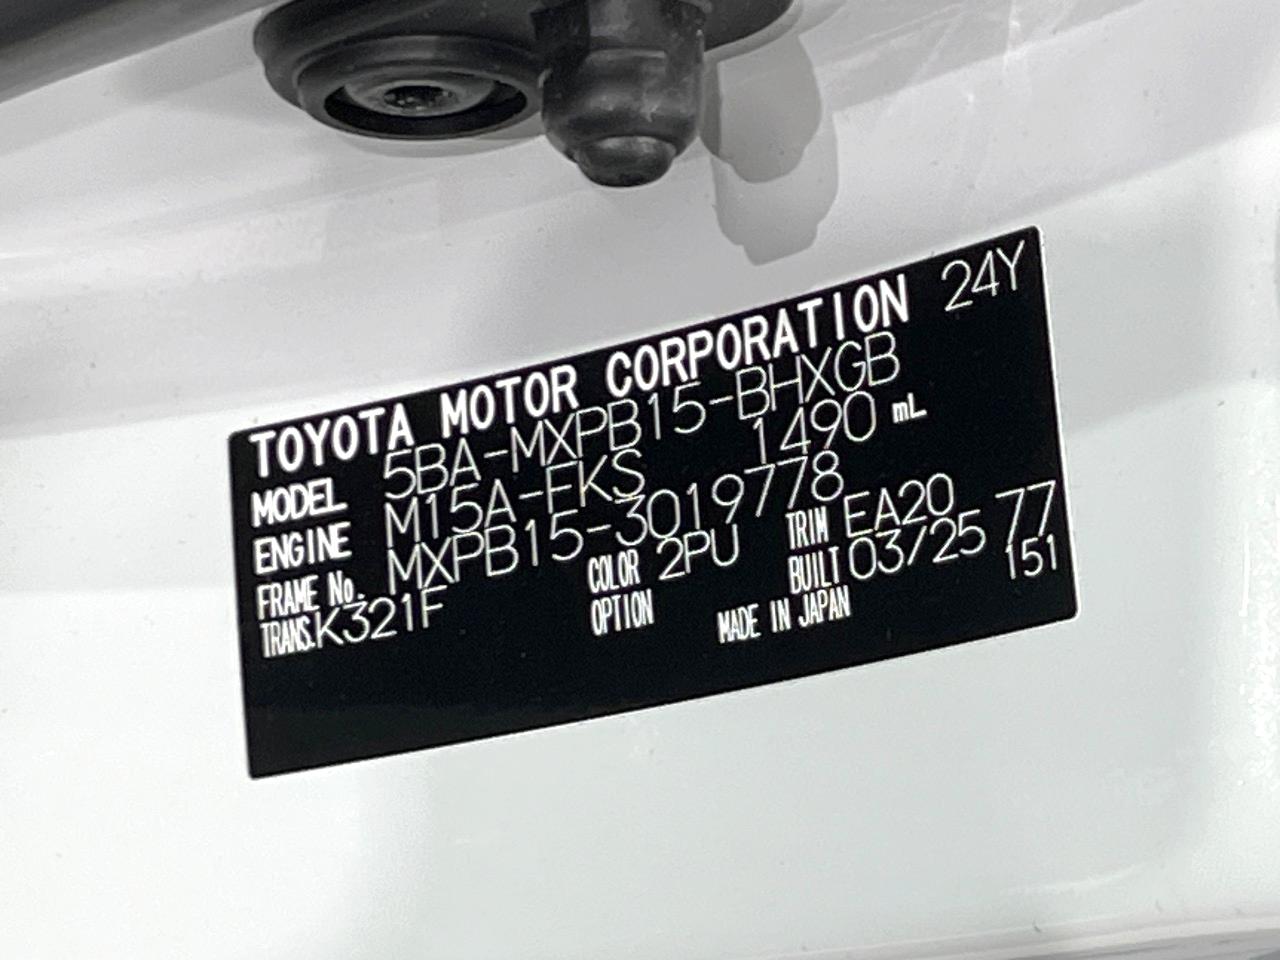 TOYOTA MOTOR CORPORATION 24Y
MODEL 5BA-MXPB15-BHXGB
ENGINE M15A-FKS 1490 mL
FRAME No. MXPB15-3019778
TRANS. K321F COLOR 2PU TRIM EA20
OPTION BUILT 03/25 77
MADE IN JAPAN 151